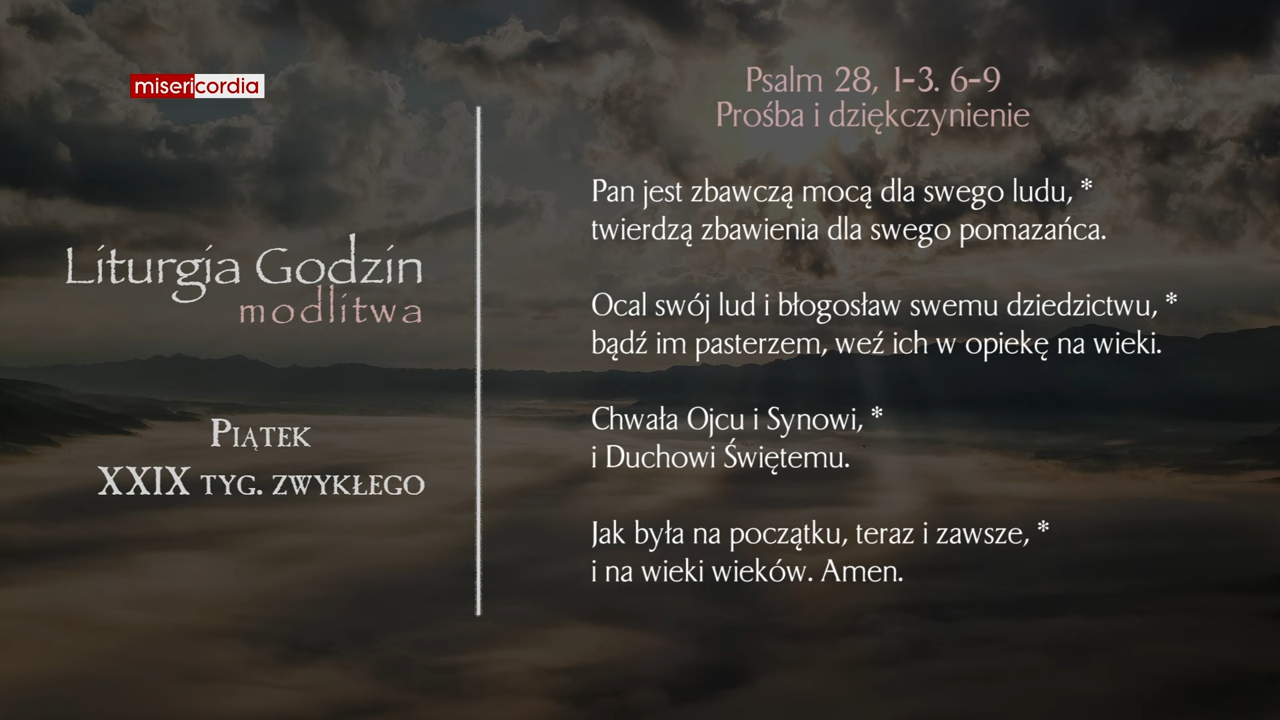 misericordia
Liturgia Godzin
modlitwa
Piątek
XXIX tyg. zwykłego
Psalm 28, 1-3. 6-9
Prośba i dziękczynienie
Pan jest zbawczą mocą dla swego ludu, *
twierdzą zbawienia dla swego pomazańca.
Ocal swój lud i błogosław swemu dziedzictwu, *
bądź im pasterzem, weź ich w opiekę na wieki.
Chwała Ojcu i Synowi, *
i Duchowi Świętemu.
Jak była na początku, teraz i zawsze, *
i na wieki wieków. Amen.